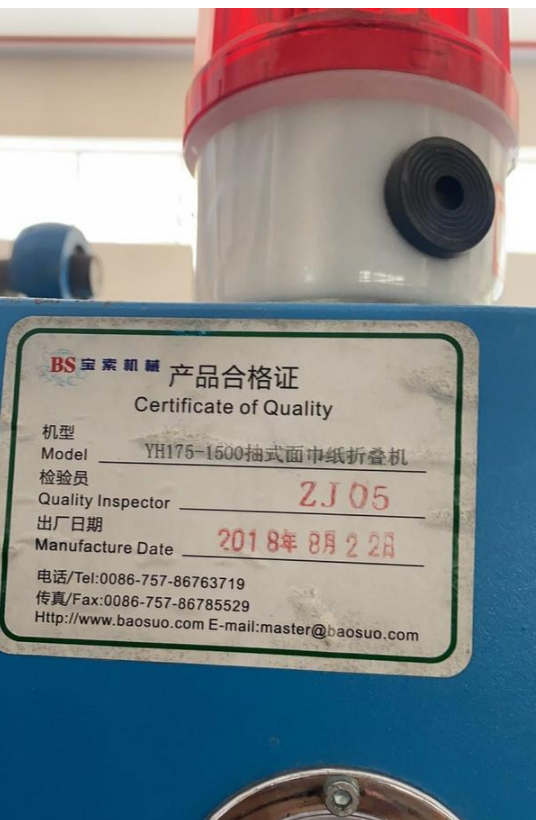 BS 宝索机械 产品合格证
Certificate of Quality
机型
Model YH175-1500抽式面巾纸折叠机
检验员
Quality Inspector ZJ05
出厂日期
Manufacture Date 2018年8月22日
电话/Tel:0086-757-86763719
传真/Fax:0086-757-86785529
Http://www.baosuo.com E-mail:master@baosuo.com